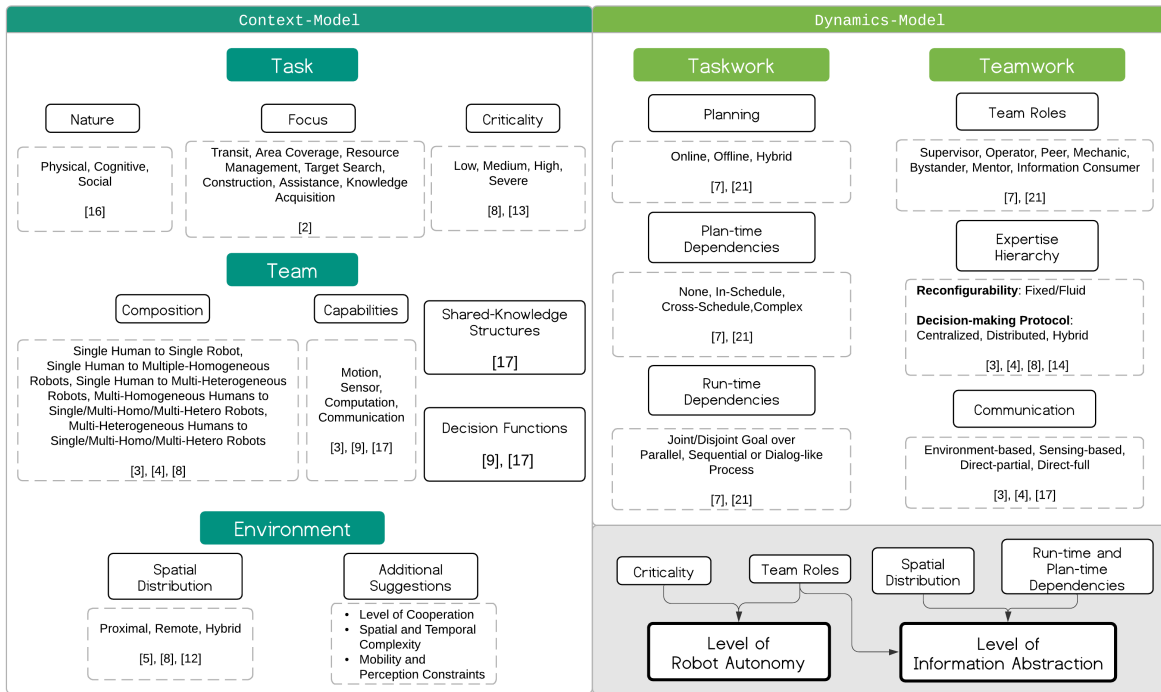 Context-Model
Task
Nature
Physical, Cognitive,
Social
[16]
Focus
Transit, Area Coverage, Resource
Management, Target Search,
Construction, Assistance, Knowledge
Acquisition
[2]
Criticality
Low, Medium, High,
Severe
[8], [13]
Team
Composition
Single Human to Single Robot,
Single Human to Multiple-Homogeneous
Robots, Single Human to Multi-Heterogeneous
Robots, Multi-Homogeneous Humans to
Single/Multi-Homo/Multi-Hetero Robots,
Multi-Heterogeneous Humans to
Single/Multi-Homo/Multi-Hetero Robots
[3], [4], [8]
Capabilities
Motion,
Sensor,
Computation,
Communication
[3], [9], [17]
Shared-Knowledge
Structures
[17]
Decision Functions
[9], [17]
Environment
Spatial
Distribution
Proximal, Remote, Hybrid
[5], [8], [12]
Additional
Suggestions
• Level of Cooperation
• Spatial and Temporal
Complexity
• Mobility and
Perception Constraints
Dynamics-Model
Taskwork
Planning
Online, Offline, Hybrid
[7], [21]
Plan-time
Dependencies
None, In-Schedule,
Cross-Schedule,Complex
[7], [21]
Run-time
Dependencies
Joint/Disjoint Goal over
Parallel, Sequential or Dialog-like
Process
[7], [21]
Teamwork
Team Roles
Supervisor, Operator, Peer, Mechanic,
Bystander, Mentor, Information Consumer
[7], [21]
Expertise
Hierarchy
Reconfigurability: Fixed/Fluid
Decision-making Protocol:
Centralized, Distributed, Hybrid
[3], [4], [8], [14]
Communication
Environment-based, Sensing-based,
Direct-partial, Direct-full
[3], [4], [17]
Criticality
Team Roles
Spatial
Distribution
Run-time and
Plan-time
Dependencies
Level of
Robot Autonomy
Level of
Information Abstraction